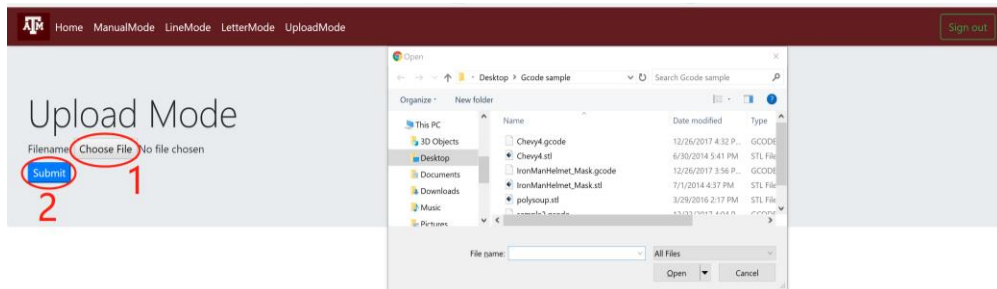 ĀTM Home ManualMode LineMode LetterMode UploadMode Sign out
Upload Mode
Filename Choose File No file chosen
1
Submit
2
Open
Desktop > Gcode sample
Search Gcode sample
Organize New folder
This PC
3D Objects
Desktop
Documents
Downloads
Music
Pictures
Name Date modified Type
Chevy4.gcode 12/26/2017 4:32 P... GCODE
Chevy4.stl 6/30/2014 5:41 PM STL File
IronManHelmet_Mask.gcode 12/26/2017 3:56 P... GCODE
IronManHelmet_Mask.stl 7/1/2014 4:37 PM STL File
polysoup.stl 3/29/2016 2:17 PM STL File
File name: All Files
Open Cancel